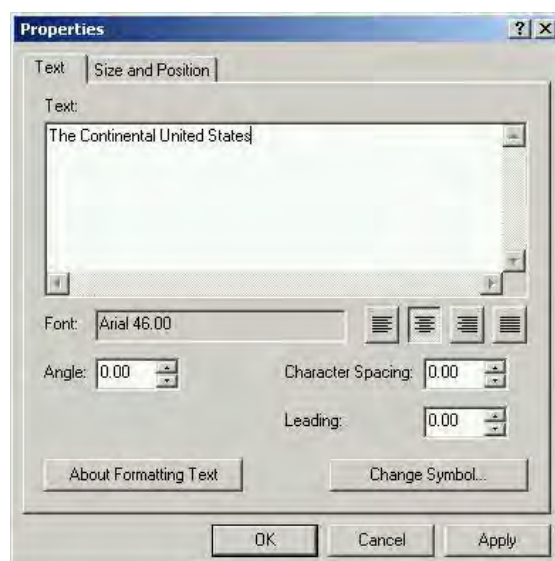 Properties
Text Size and Position
Text:
The Continental United States
Font: Arial 46.00
Angle: 0.00 Character Spacing: 0.00
Leading: 0.00
About Formatting Text Change Symbol...
OK Cancel Apply